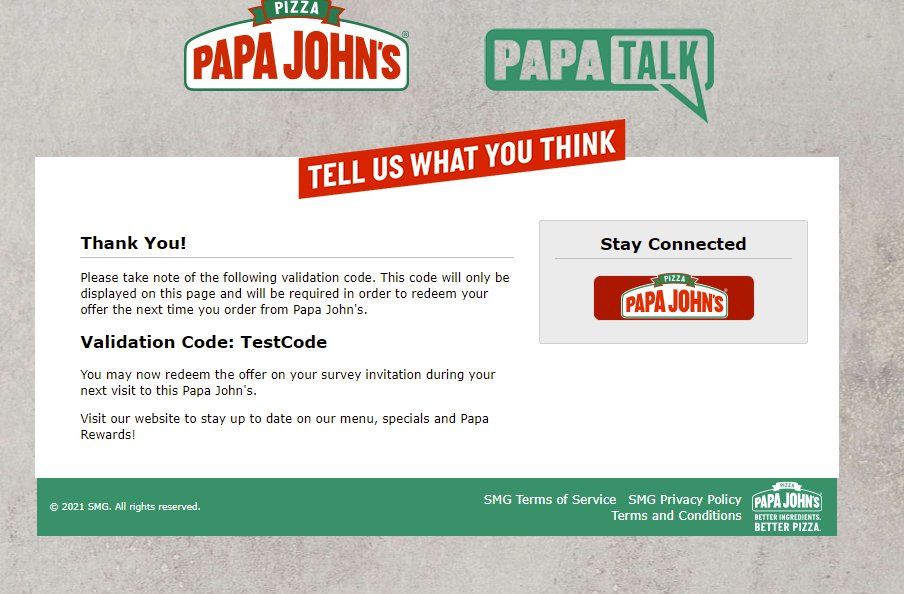 PIZZA
PAPA JOHN'S®
PAPA TALK
TELL US WHAT YOU THINK
Thank You!
Please take note of the following validation code. This code will only be
displayed on this page and will be required in order to redeem your
offer the next time you order from Papa John's.
Validation Code: TestCode
You may now redeem the offer on your survey invitation during your
next visit to this Papa John's.
Visit our website to stay up to date on our menu, specials and Papa
Rewards!
Stay Connected
PIZZA
PAPA JOHN'S
© 2021 SMG. All rights reserved.
SMG Terms of Service SMG Privacy Policy
Terms and Conditions
PIZZA
PAPA JOHN'S
BETTER INGREDIENTS.
BETTER PIZZA.